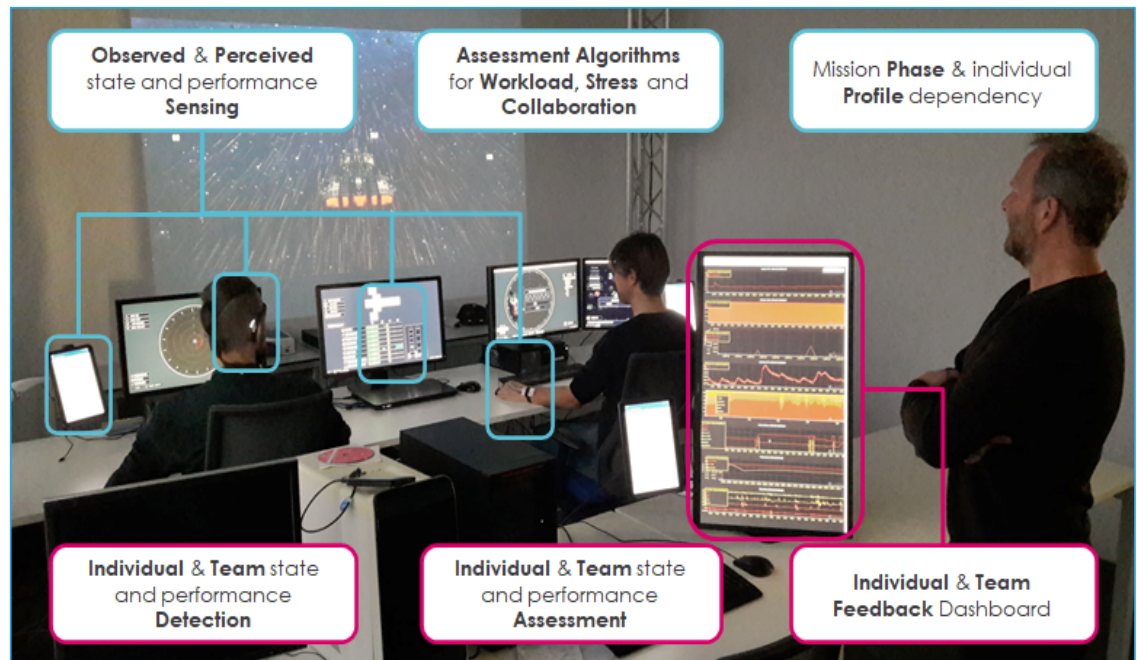 Observed & Perceived
state and performance
Sensing
Assessment Algorithms
for Workload, Stress and
Collaboration
Mission Phase & individual
Profile dependency
Individual & Team state
and performance
Detection
Individual & Team state
and performance
Assessment
Individual & Team
Feedback Dashboard